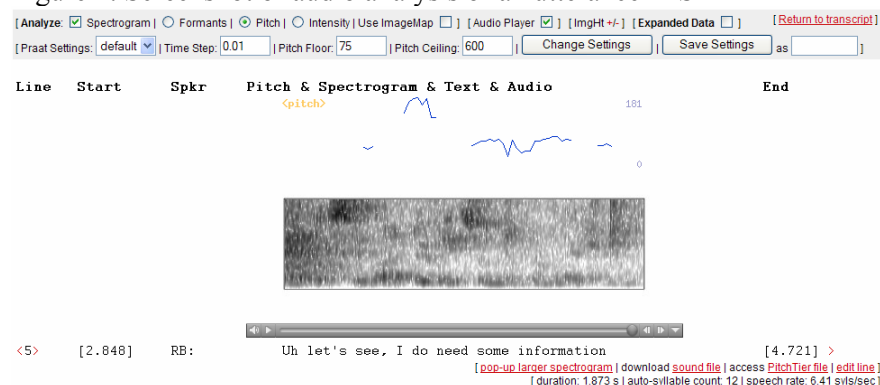 [ Analyze: Spectrogram | Formants | Pitch | Intensity | Use ImageMap ] [ Audio Player ] [ ImgHt +/- ] [ Expanded Data ] [ Return to transcript ]
[ Praat Settings: default | Time Step: 0.01 | Pitch Floor: 75 | Pitch Ceiling: 600 | Change Settings | Save Settings as ]
Line Start Spkr Pitch & Spectrogram & Text & Audio End
<pitch> 181
0
<5> [2.848] RB: Uh let's see, I do need some information [4.721] >
[ pop-up larger spectrogram | download sound file | access PitchTier file | edit line ]
[ duration: 1.873 s | auto-syllable count: 12 | speech rate: 6.41 syls/sec ]